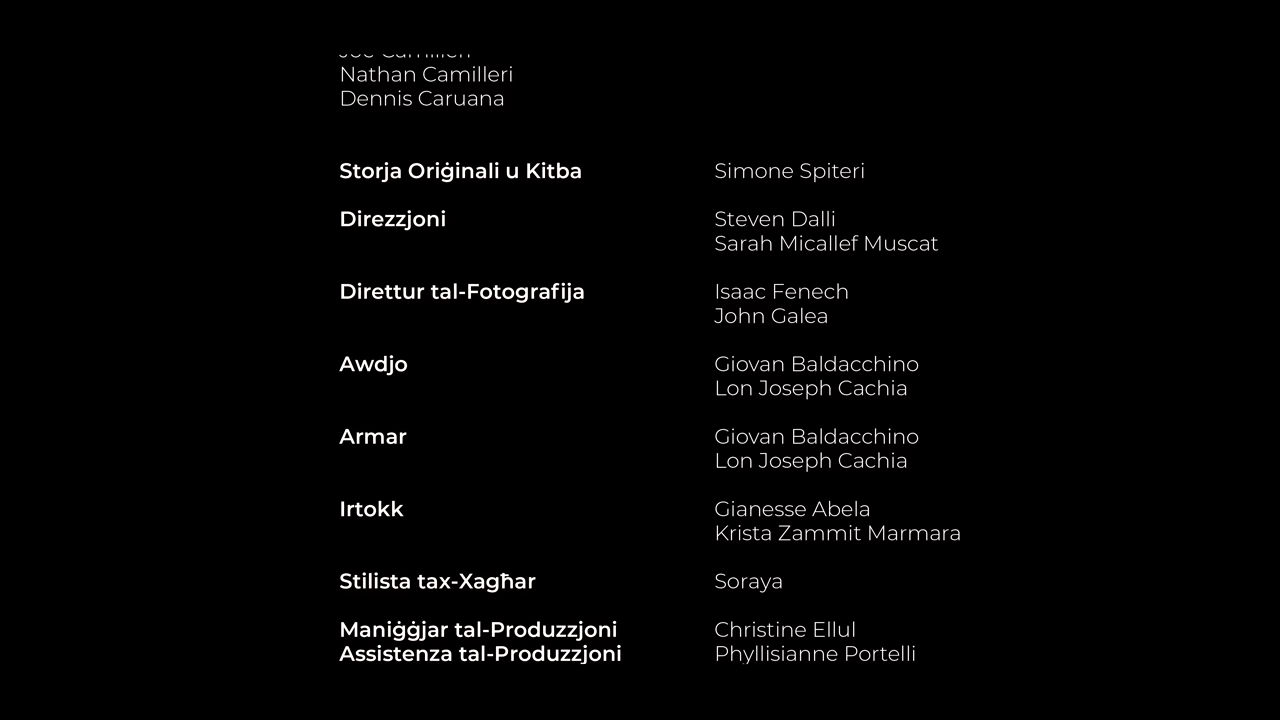 Nathan Camilleri
Dennis Caruana
Storja Oriġinali u Kitba Simone Spiteri
Direzzjoni Steven Dalli
Sarah Micallef Muscat
Direttur tal-Fotografija Isaac Fenech
John Galea
Awdjo Giovan Baldacchino
Lon Joseph Cachia
Armar Giovan Baldacchino
Lon Joseph Cachia
Irtokk Gianesse Abela
Krista Zammit Marmara
Stilista tax-Xagħar Soraya
Maniġġjar tal-Produzzjoni Christine Ellul
Assistenza tal-Produzzjoni Phyllisianne Portelli